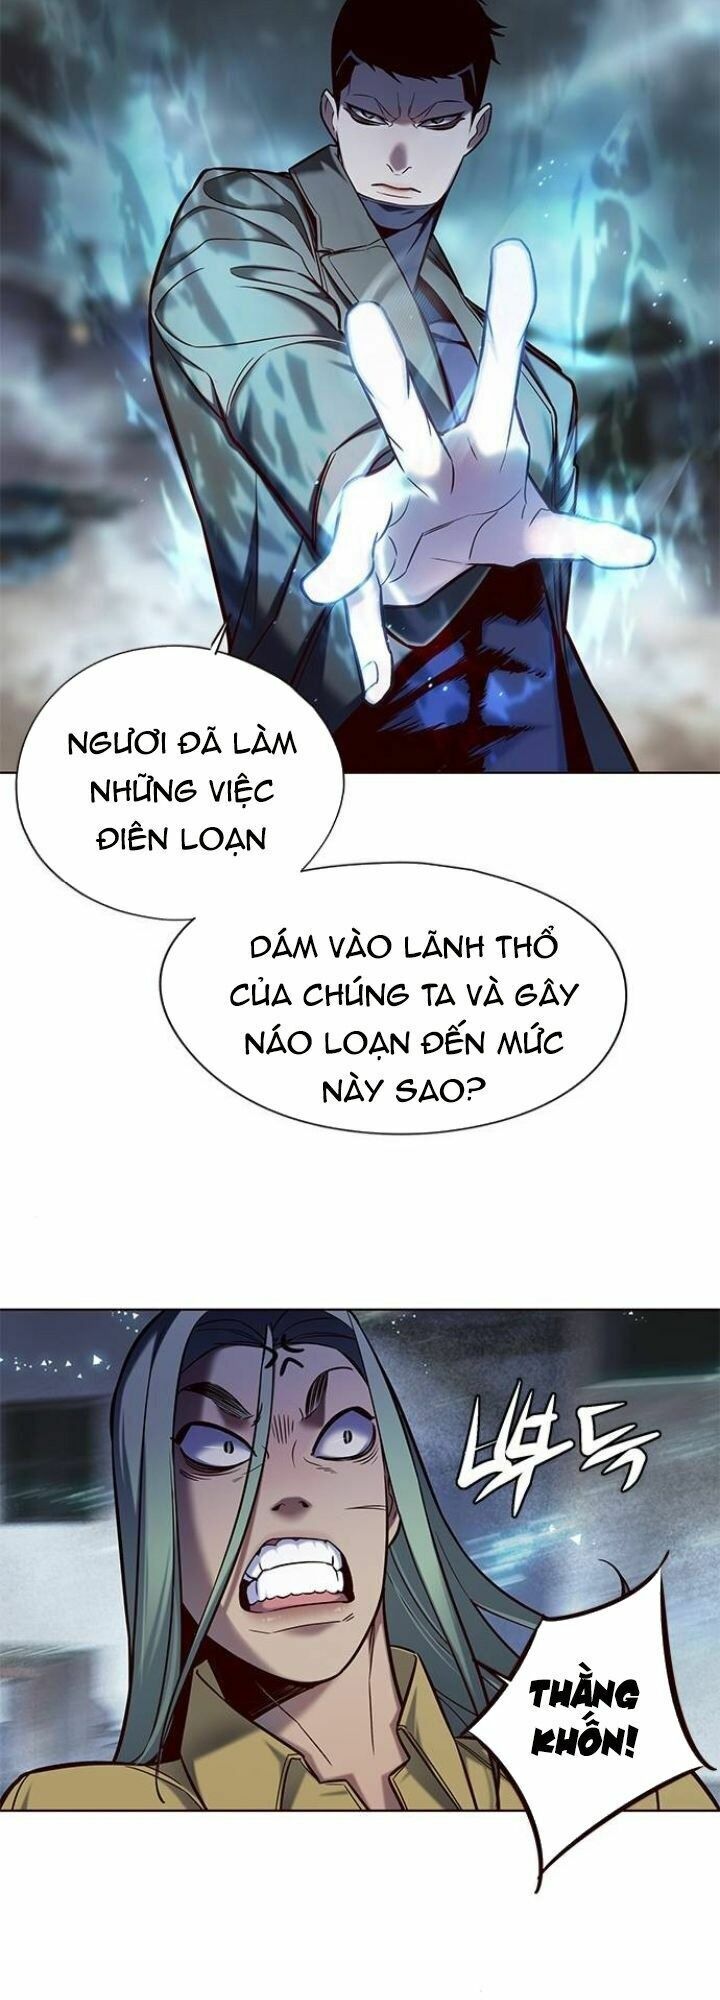 NGƯƠI ĐÃ LÀM
NHỮNG VIỆC
ĐIÊN LOẠN
DÁM VÀO LÃNH THỔ
CỦA CHÚNG TA VÀ GÂY
NÁO LOẠN ĐẾN MỨC
NÀY SAO?
뿌득
THẰNG
KHỐN!